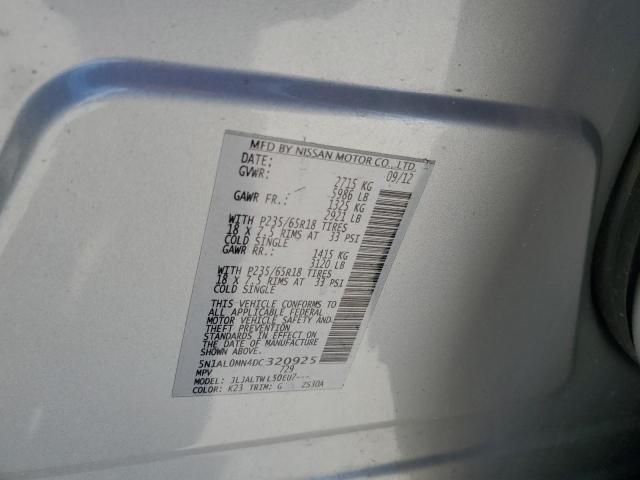 MFD BY NISSAN MOTOR CO., LTD.
DATE: 09/12
GVWR: 2715 KG
5986 LB
GAWR FR.: 1325 KG
2921 LB
WITH P235/65R18 TIRES
18 X 7.5 RIMS AT 33 PSI
COLD SINGLE
GAWR RR.: 1415 KG
3120 LB
WITH P235/65R18 TIRES
18 X 7.5 RIMS AT 33 PSI
COLD SINGLE
THIS VEHICLE CONFORMS TO
ALL APPLICABLE FEDERAL
MOTOR VEHICLE SAFETY AND
THEFT PREVENTION
STANDARDS IN EFFECT ON
THE DATE OF MANUFACTURE
SHOWN ABOVE.
5N1AL0MN4DC320925
MPV 729
MODEL: JLJALTWL50EU7---
COLOR: K23 TRIM: G ZS30A